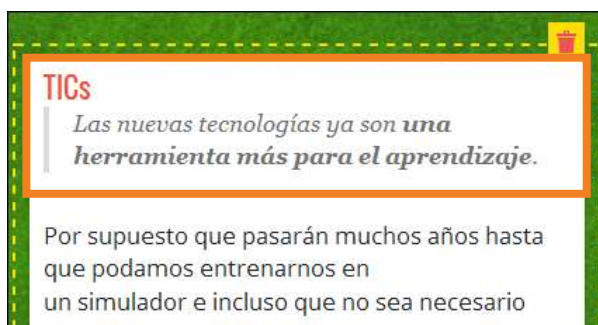 TICs
Las nuevas tecnologías ya son una
herramienta más para el aprendizaje.
Por supuesto que pasarán muchos años hasta
que podamos entrenarnos en
un simulador e incluso que no sea necesario